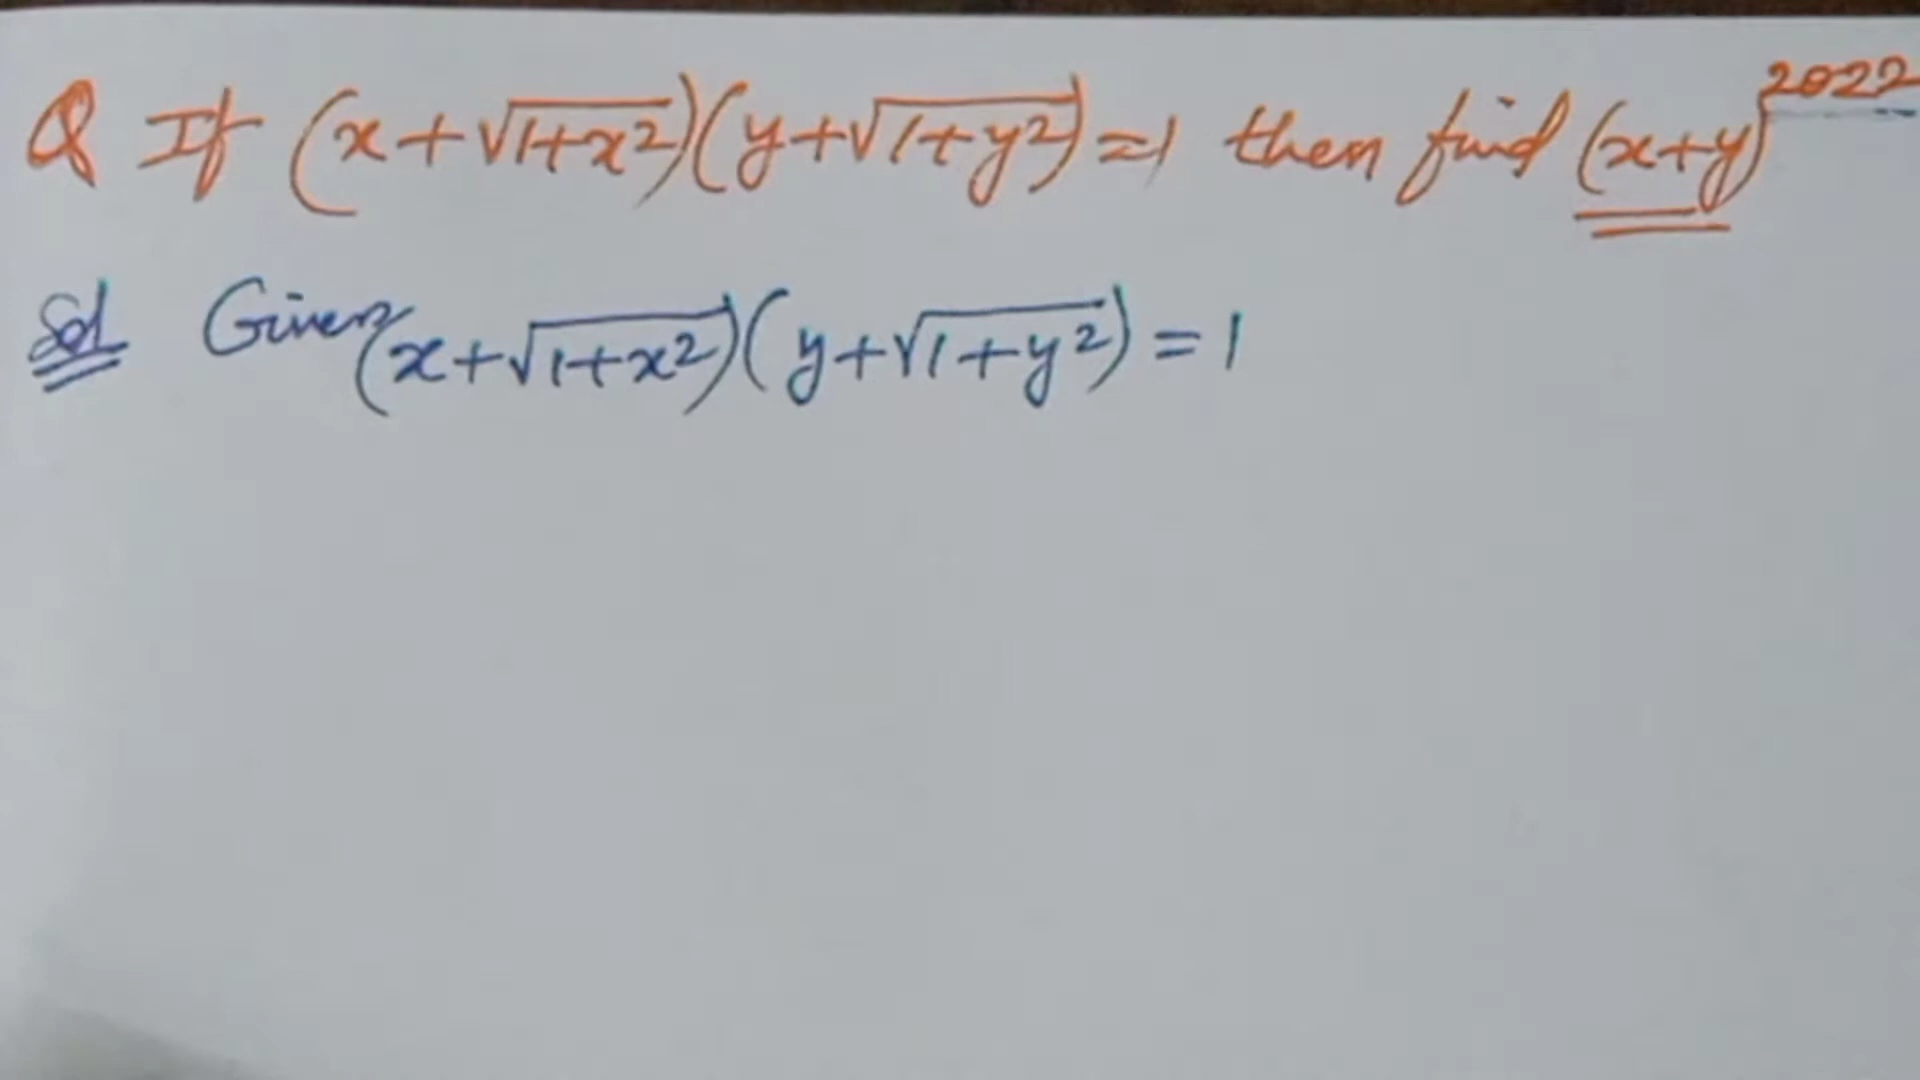 Q If (x+√1+x²)(y+√1+y²)=1 then find (x+y)²⁰²²
Sol Given (x+√1+x²)(y+√1+y²)=1